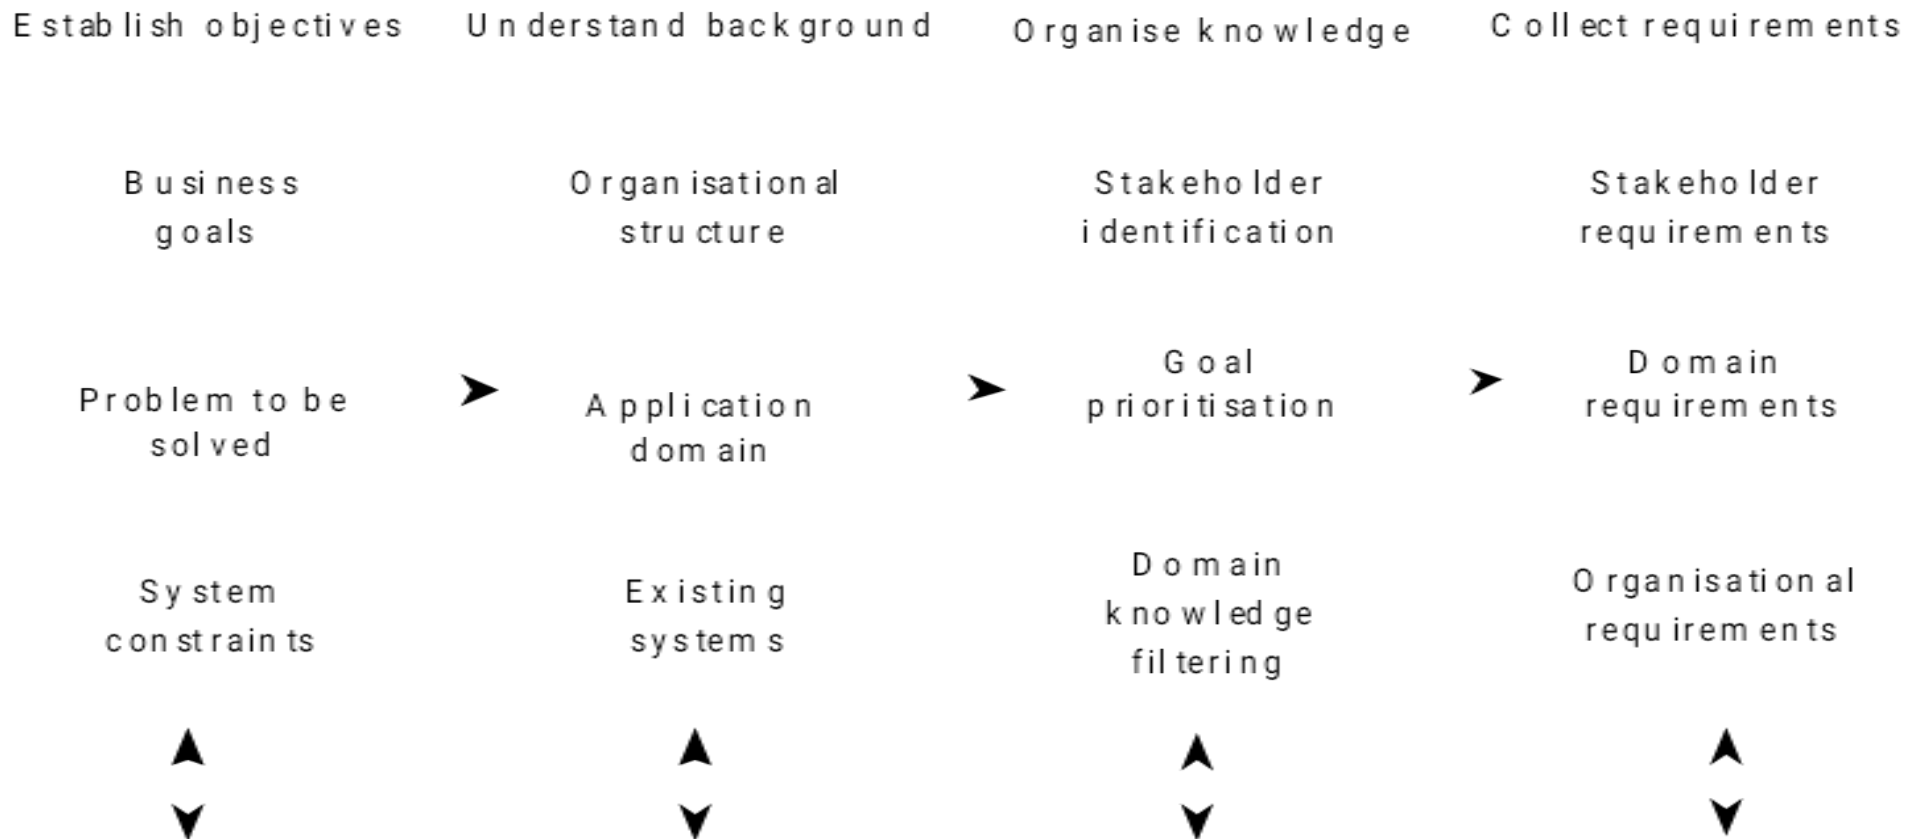 Establish objectives
Understand background
Organise knowledge
Collect requirements
Business
goals
Organisational
structure
Stakeholder
identification
Stakeholder
requirements
Problem to be
solved
Application
domain
Goal
prioritisation
Domain
requirements
System
constraints
Existing
systems
Domain
knowledge
filtering
Organisational
requirements